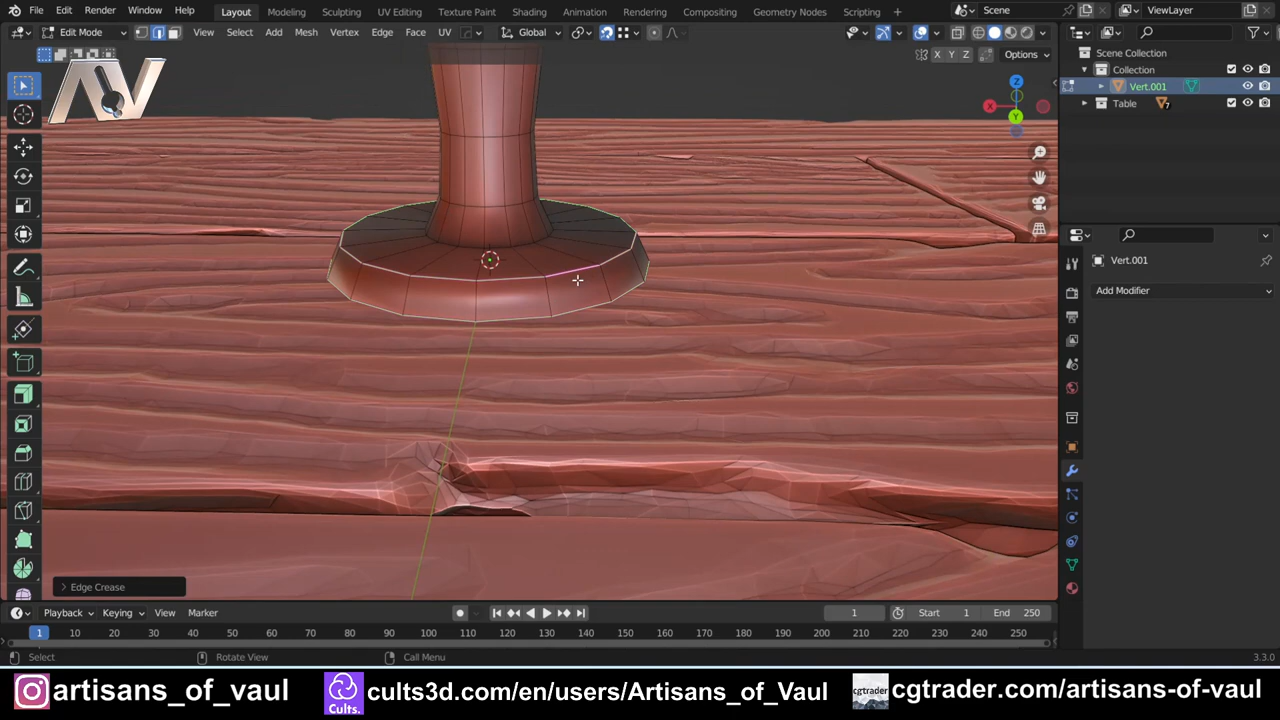 File Edit Render Window Help Layout Modeling Sculpting UV Editing Texture Paint Shading Animation Rendering Compositing Geometry Nodes Scripting + Scene ViewLayer
Edit Mode View Select Add Mesh Vertex Edge Face UV Global
X Y Z Options
AV
Scene Collection
Collection
Vert.001
Table 7
Z
X
Y
Vert.001
Add Modifier
Edge Crease
Playback Keying View Marker 1 Start 1 End 250
1 10 20 30 40 50 60 70 80 90 100 110 120 130 140 150 160 170 180 190 200 210 220 230 240 250
Select Rotate View Call Menu 3.3.0
artisans_of_vaul Cults. cults3d.com/en/users/Artisans_of_Vaul cgtrader.com/artisans-of-vaul